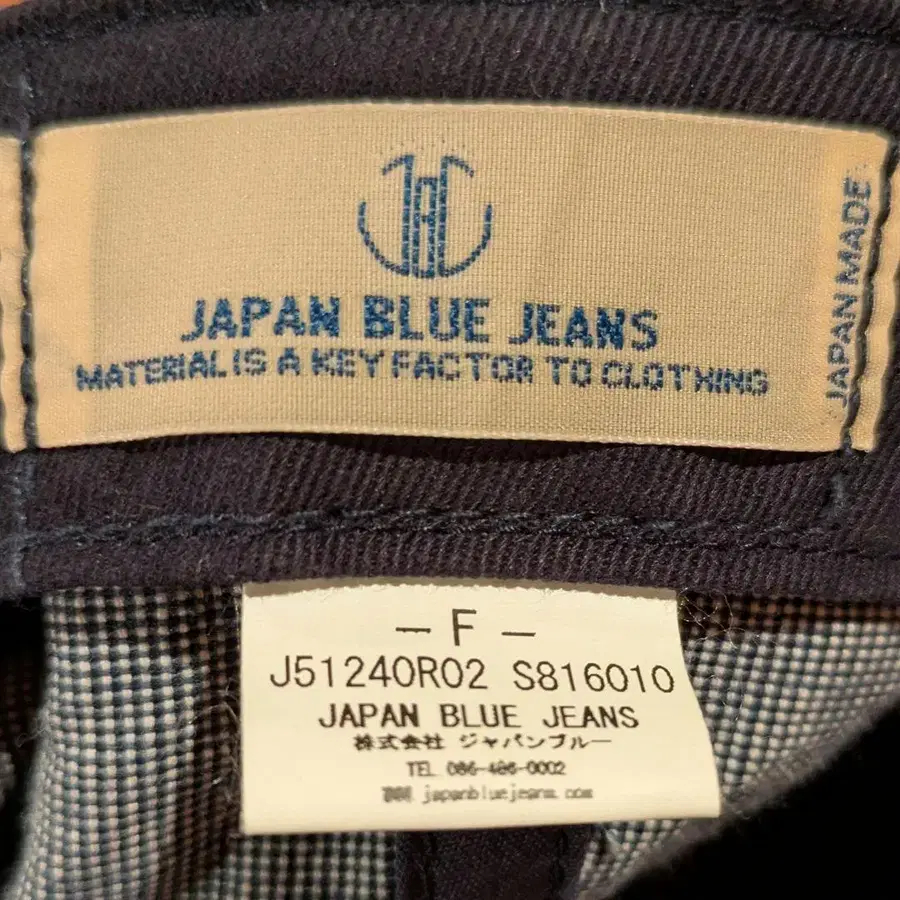 JAPAN BLUE JEANS
MATERIAL IS A KEY FACTOR TO CLOTHING
JAPAN MADE
- F -
J51240R02 S816010
JAPAN BLUE JEANS
株式会社 ジャパンブルー
TEL 086-486-0002
japanbluejeans.com